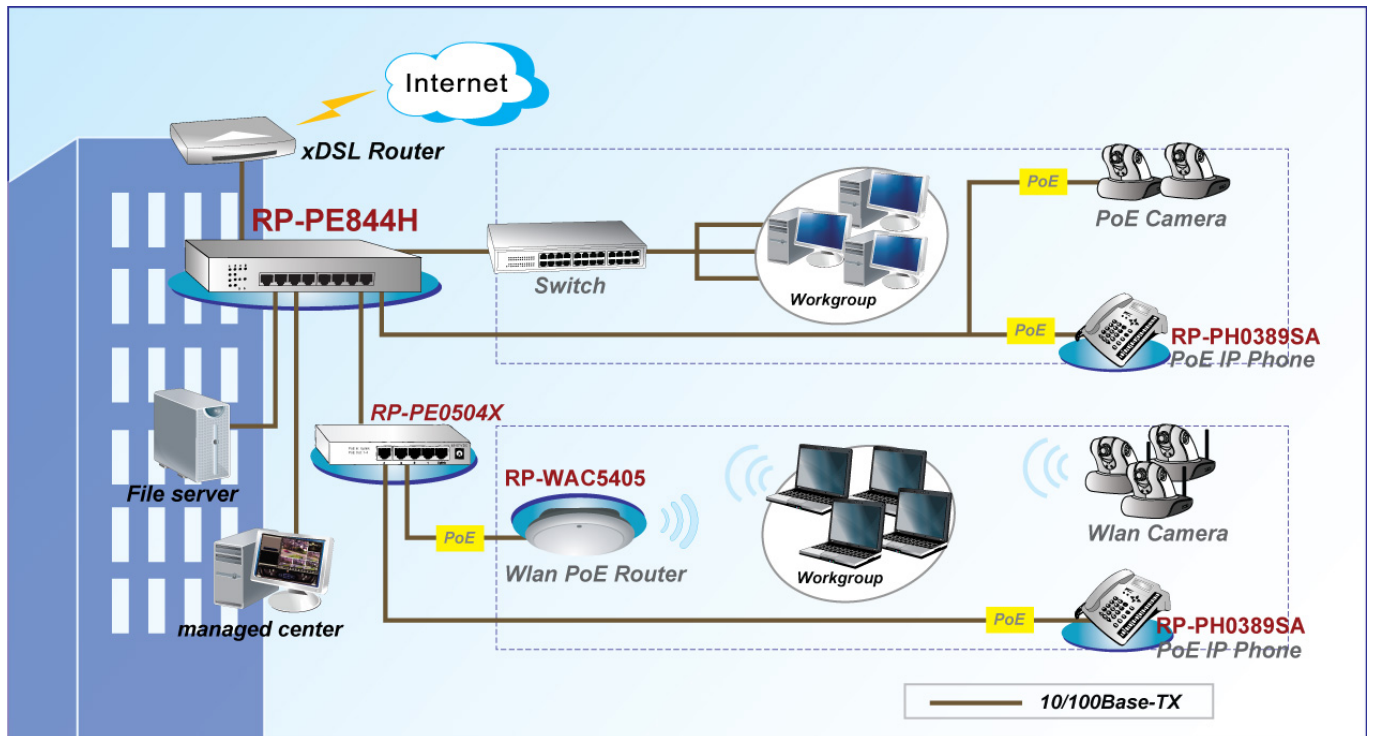 Internet
xDSL Router
RP-PE844H
PoE
PoE Camera
Switch
Workgroup
PoE
RP-PH0389SA
PoE IP Phone
RP-PE0504X
File server
RP-WAC5405
PoE
Wlan PoE Router
Workgroup
Wlan Camera
managed center
PoE
RP-PH0389SA
PoE IP Phone
10/100Base-TX